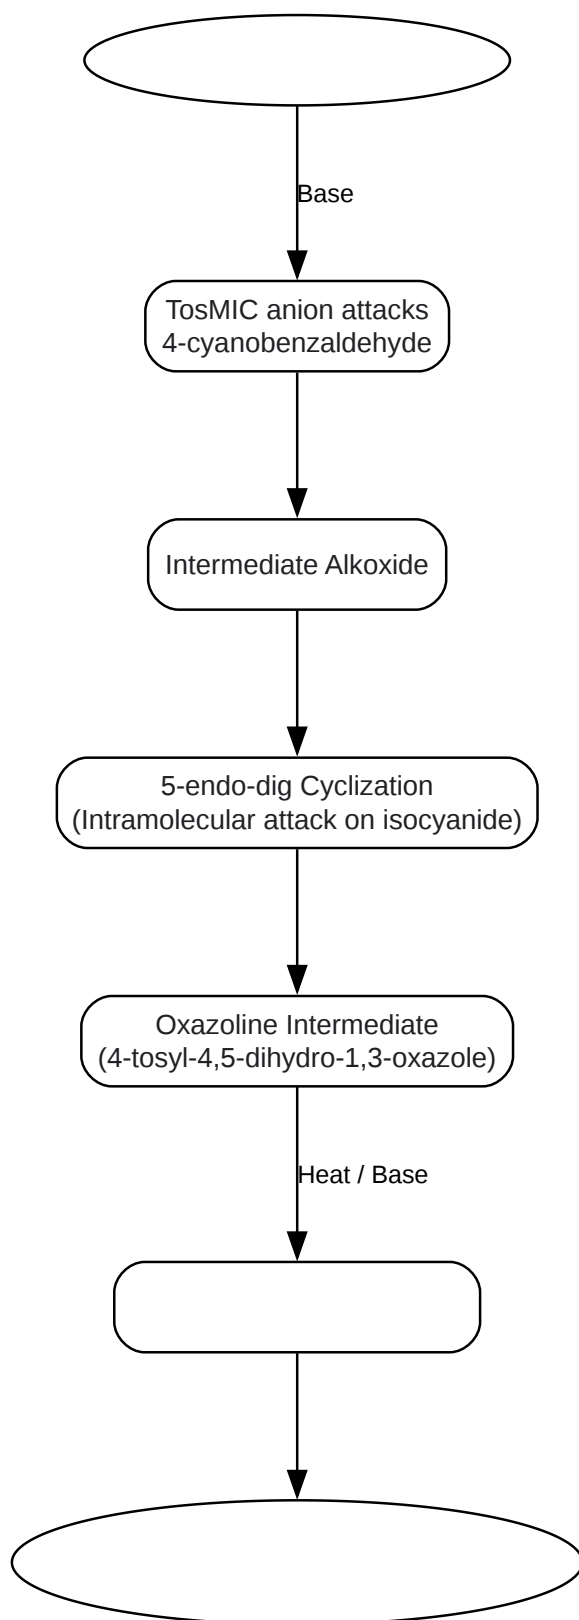 Base
TosMIC anion attacks
4-cyanobenzaldehyde
Intermediate Alkoxide
5-endo-dig Cyclization
(Intramolecular attack on isocyanide)
Oxazoline Intermediate
(4-tosyl-4,5-dihydro-1,3-oxazole)
Heat / Base